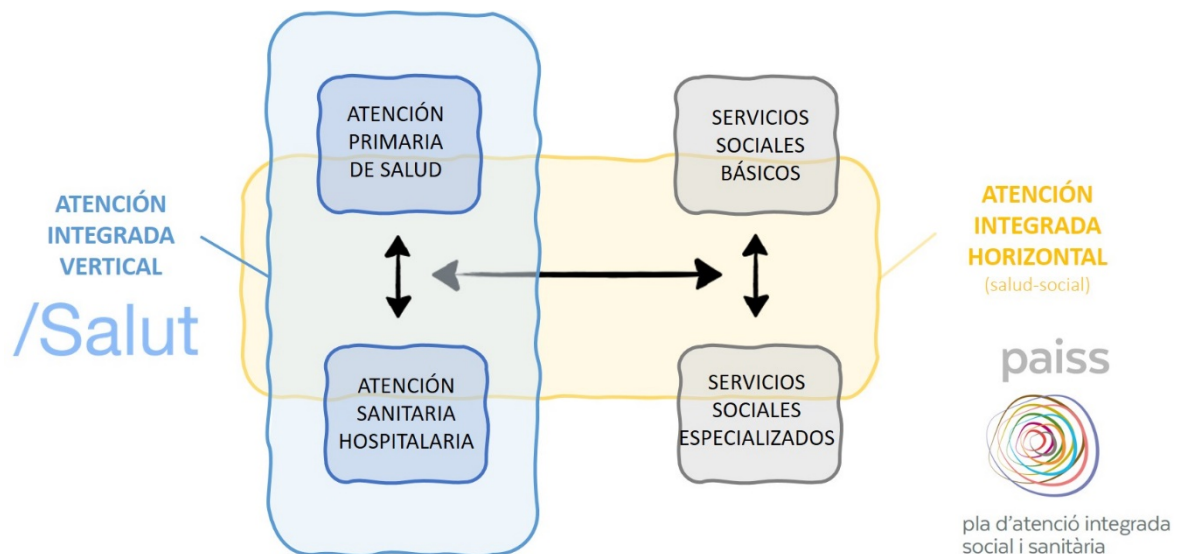 ATENCIÓN
PRIMARIA
DE SALUD
SERVICIOS
SOCIALES
BÁSICOS
ATENCIÓN
INTEGRADA
VERTICAL
/Salut
ATENCIÓN
INTEGRADA
HORIZONTAL
(salud-social)
ATENCIÓN
SANITARIA
HOSPITALARIA
SERVICIOS
SOCIALES
ESPECIALIZADOS
paiss
pla d'atenció integrada
social i sanitària